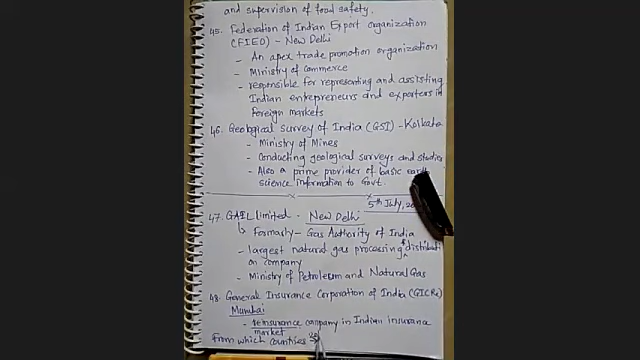 and supervision of food safety.
45. Federation of Indian Export Organization
(FIEO) - New Delhi
- An apex trade promotion organization
- Ministry of commerce
- responsible for representing and assisting
Indian entrepreneurs and exporters in
foreign markets
46. Geological Survey of India (GSI) - Kolkata
- Ministry of Mines
- Conducting geological surveys and studies
- Also a prime provider of basic earth
science information to Govt.
5th July, 20
47. GAIL Limited - New Delhi
↳ Formarly - Gas Authority of India
- largest natural gas processing & distributi
on company
- Ministry of Petroleum and Natural Gas
48. General Insurance Corporation of India (GICRe)
Mumbai
- reinsurance company in Indian insurance
market
From which countries